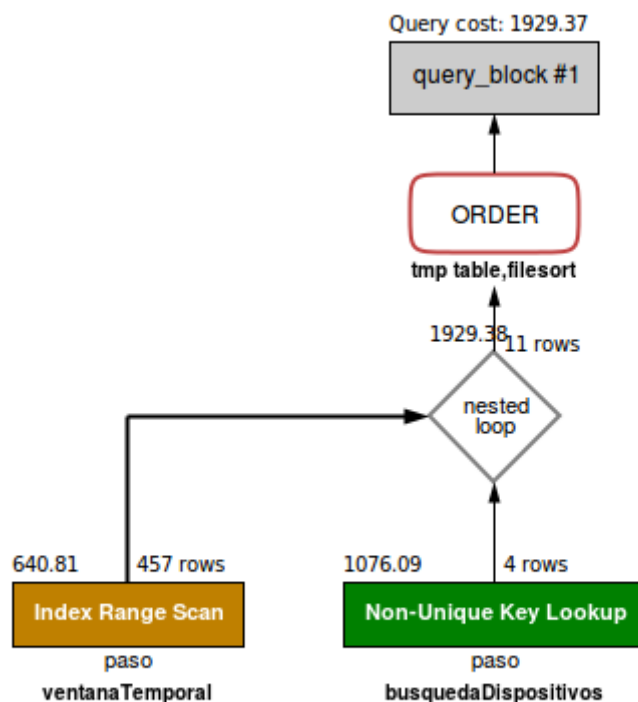 Query cost: 1929.37
query_block #1
ORDER
tmp table,filesort
1929.38
11 rows
nested
loop
640.81
457 rows
1076.09
4 rows
Index Range Scan
Non-Unique Key Lookup
paso
paso
ventanaTemporal
busquedaDispositivos